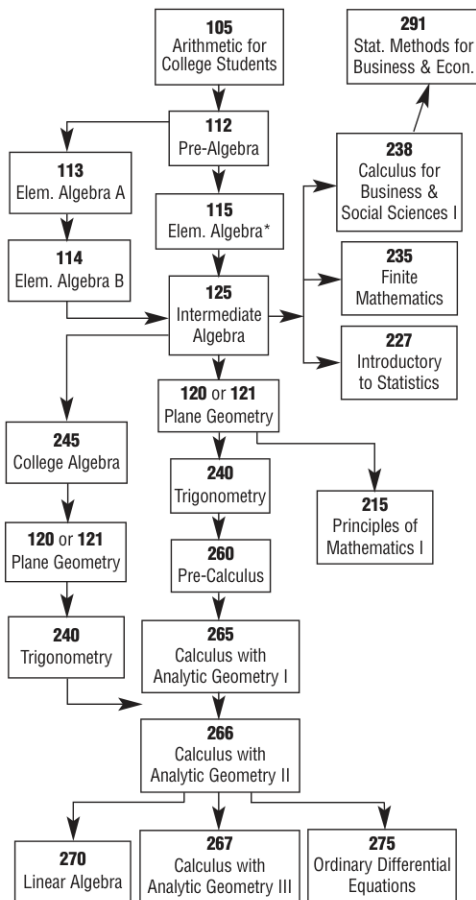 105
Arithmetic for
College Students
291
Stat. Methods for
Business & Econ.
112
Pre-Algebra
113
Elem. Algebra A
238
Calculus for
Business &
Social Sciences I
115
Elem. Algebra*
114
Elem. Algebra B
235
Finite
Mathematics
125
Intermediate
Algebra
227
Introductory
to Statistics
120 or 121
Plane Geometry
245
College Algebra
240
Trigonometry
215
Principles of
Mathematics I
120 or 121
Plane Geometry
260
Pre-Calculus
240
Trigonometry
265
Calculus with
Analytic Geometry I
266
Calculus with
Analytic Geometry II
270
Linear Algebra
267
Calculus with
Analytic Geometry III
275
Ordinary Differential
Equations